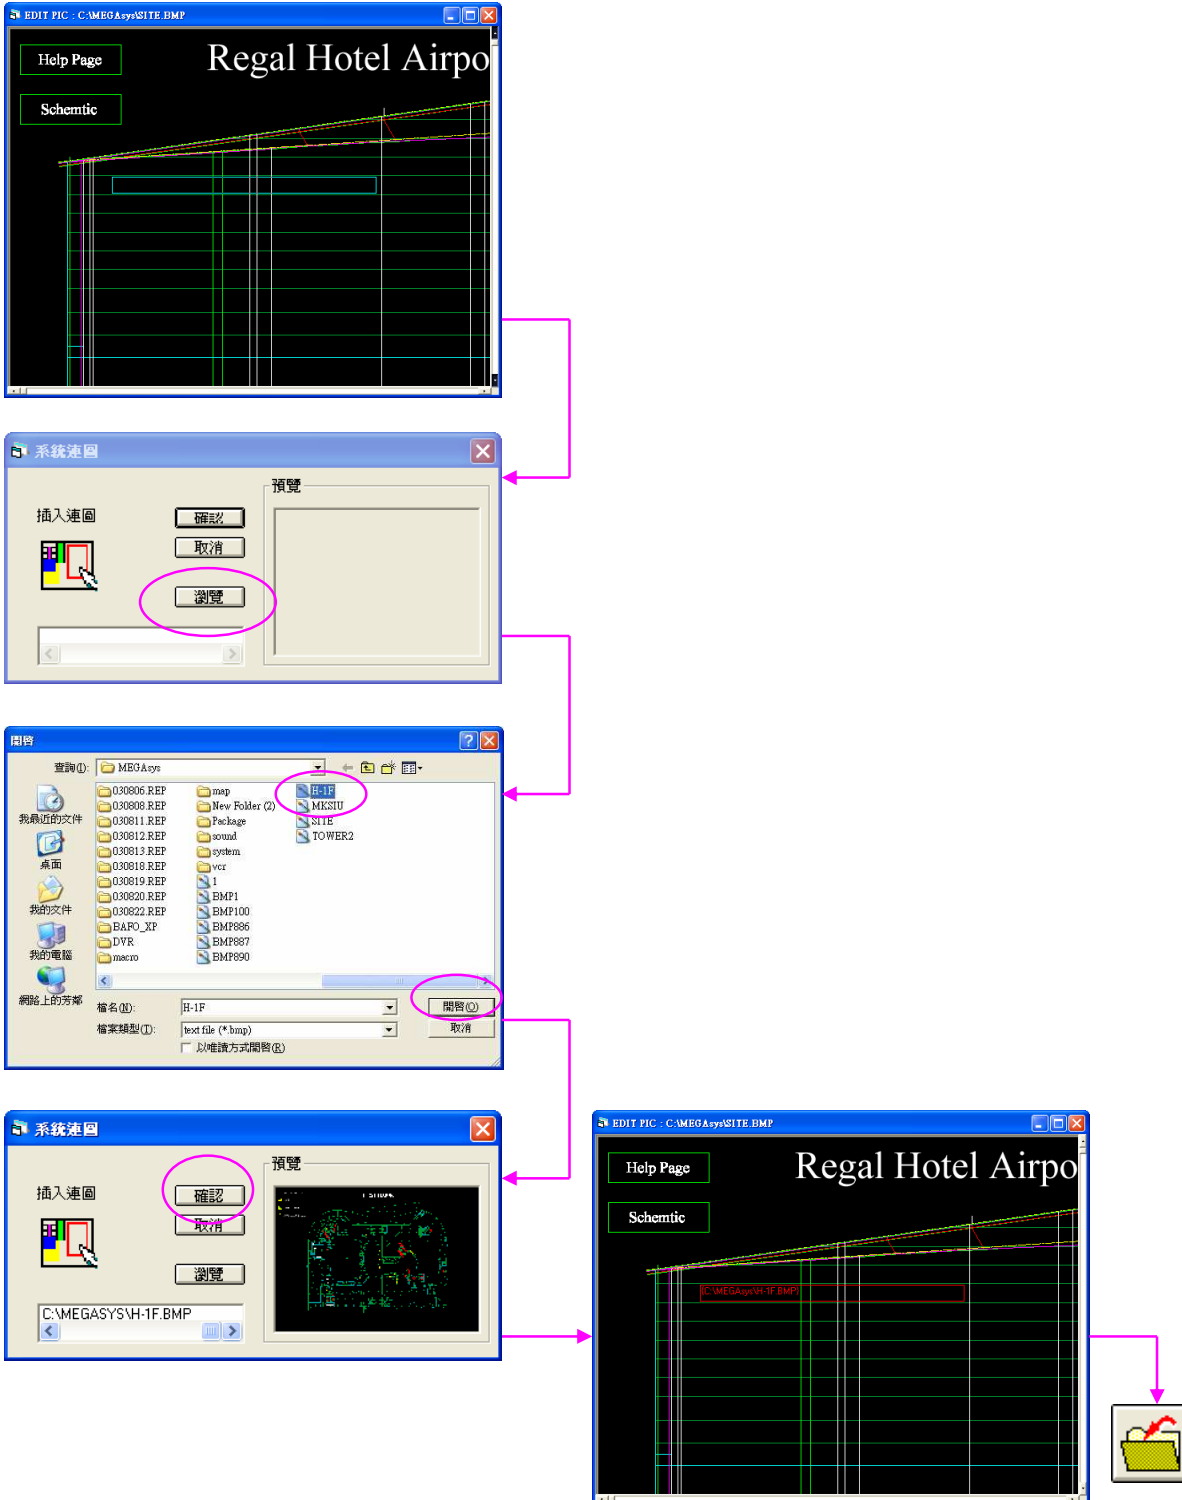 EDIT PIC : C:\MEGAsys\SITE.BMP
Help Page
Regal Hotel Airpo
Schemtic
系統連圖
預覽
插入連圖
確認
取消
瀏覽
開啓
查詢(I):
MEGAsys
030806.REP
map
H-1F
030808.REP
New Folder (2)
MKSIU
我最近的文件
030811.REP
Package
SITE
030812.REP
sound
TOWER2
030813.REP
system
桌面
030818.REP
vcr
030819.REP
1
030820.REP
BMP1
我的文件
030822.REP
BMP100
BAFO_XP
BMP886
DVR
BMP887
我的電腦
macro
BMP890
網路上的芳鄰
檔名(N):
H-1F
開啓(O)
檔案類型(T):
text file (*.bmp)
取消
以唯讀方式開啓(R)
系統連圖
預覽
插入連圖
確認
取消
瀏覽
C:\MEGASYS\H-1F.BMP
EDIT PIC : C:\MEGAsys\SITE.BMP
Help Page
Regal Hotel Airpo
Schemtic
(C:\MEGAsys\H-1F.BMP)